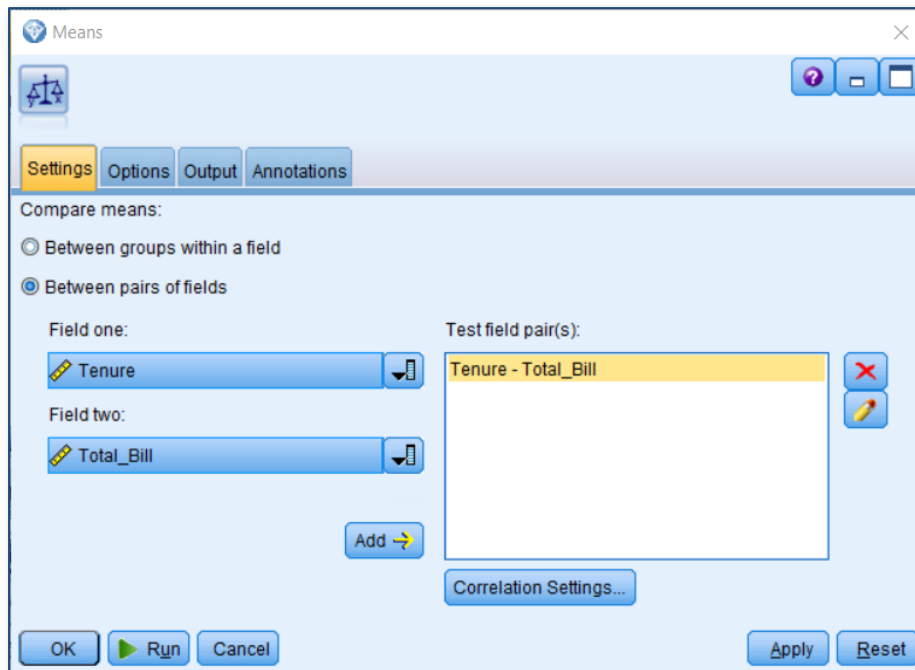 Means
Settings Options Output Annotations
Compare means:
Between groups within a field
Between pairs of fields
Field one:
Tenure
Field two:
Total_Bill
Add
Test field pair(s):
Tenure - Total_Bill
Correlation Settings...
OK Run Cancel Apply Reset